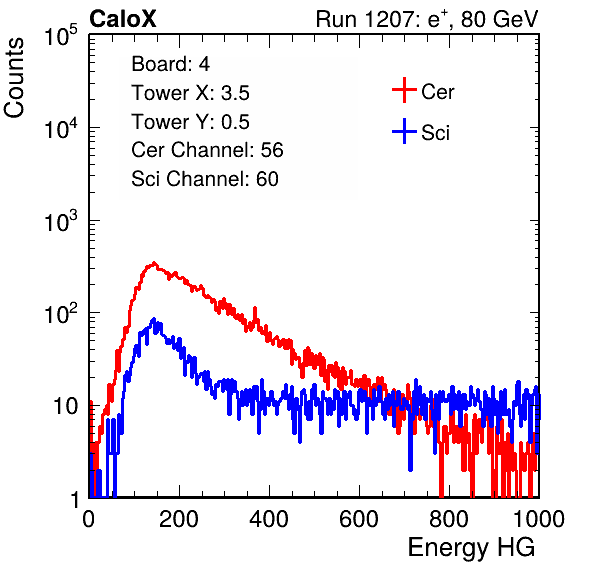 CaloX Run 1207: e⁺, 80 GeV
Counts
10⁵
10⁴
10³
10²
10
1
Board: 4
Tower X: 3.5
Tower Y: 0.5
Cer Channel: 56
Sci Channel: 60
Cer
Sci
0 200 400 600 800 1000
Energy HG